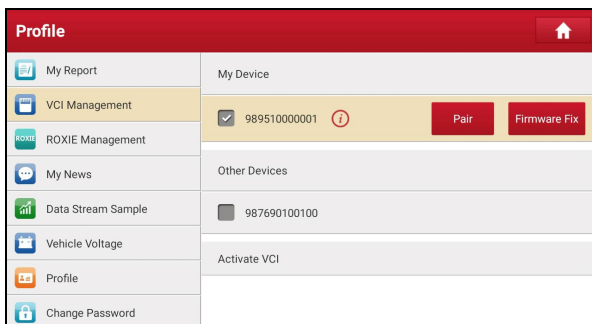 Profile
My Report
VCI Management
ROXIE
ROXIE Management
My News
Data Stream Sample
Vehicle Voltage
Profile
Change Password
My Device
989510000001
i
Pair
Firmware Fix
Other Devices
987690100100
Activate VCI